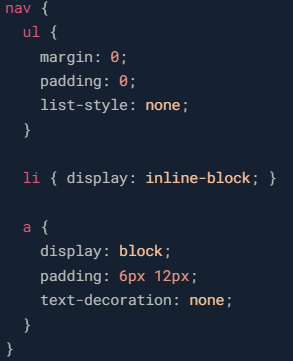 nav {
  ul {
    margin: 0;
    padding: 0;
    list-style: none;
  }

  li { display: inline-block; }

  a {
    display: block;
    padding: 6px 12px;
    text-decoration: none;
  }
}